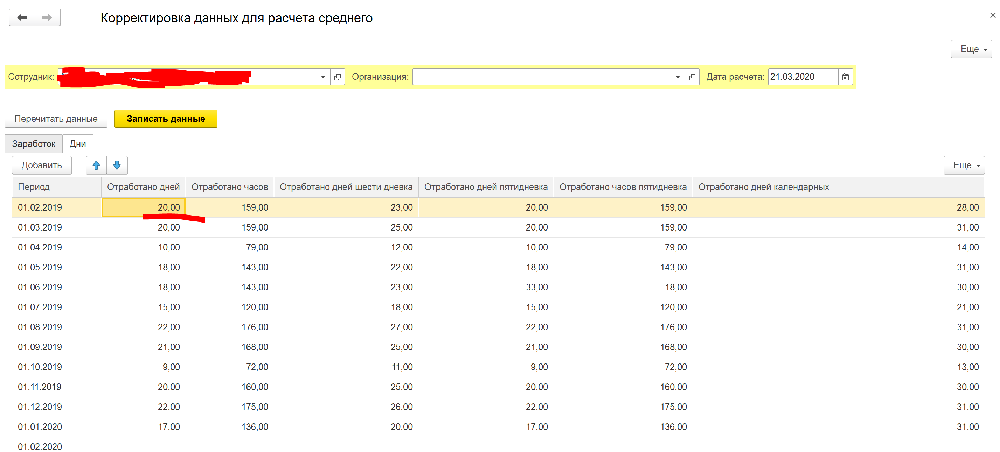 Корректировка данных для расчета среднего
Еще
Сотрудник: Организация: Дата расчета: 21.03.2020
Перечитать данные Записать данные
Заработок Дни
Добавить Еще
Период Отработано дней Отработано часов Отработано дней шести дневка Отработано дней пятидневка Отработано часов пятидневка Отработано дней календарных
01.02.2019 20,00 159,00 23,00 20,00 159,00 28,00
01.03.2019 20,00 159,00 25,00 20,00 159,00 31,00
01.04.2019 10,00 79,00 12,00 10,00 79,00 14,00
01.05.2019 18,00 143,00 22,00 18,00 143,00 31,00
01.06.2019 18,00 143,00 23,00 33,00 18,00 30,00
01.07.2019 15,00 120,00 18,00 15,00 120,00 21,00
01.08.2019 22,00 176,00 27,00 22,00 176,00 31,00
01.09.2019 21,00 168,00 25,00 21,00 168,00 30,00
01.10.2019 9,00 72,00 11,00 9,00 72,00 13,00
01.11.2019 20,00 160,00 25,00 20,00 160,00 30,00
01.12.2019 22,00 175,00 26,00 22,00 175,00 31,00
01.01.2020 17,00 136,00 20,00 17,00 136,00 31,00
01.02.2020